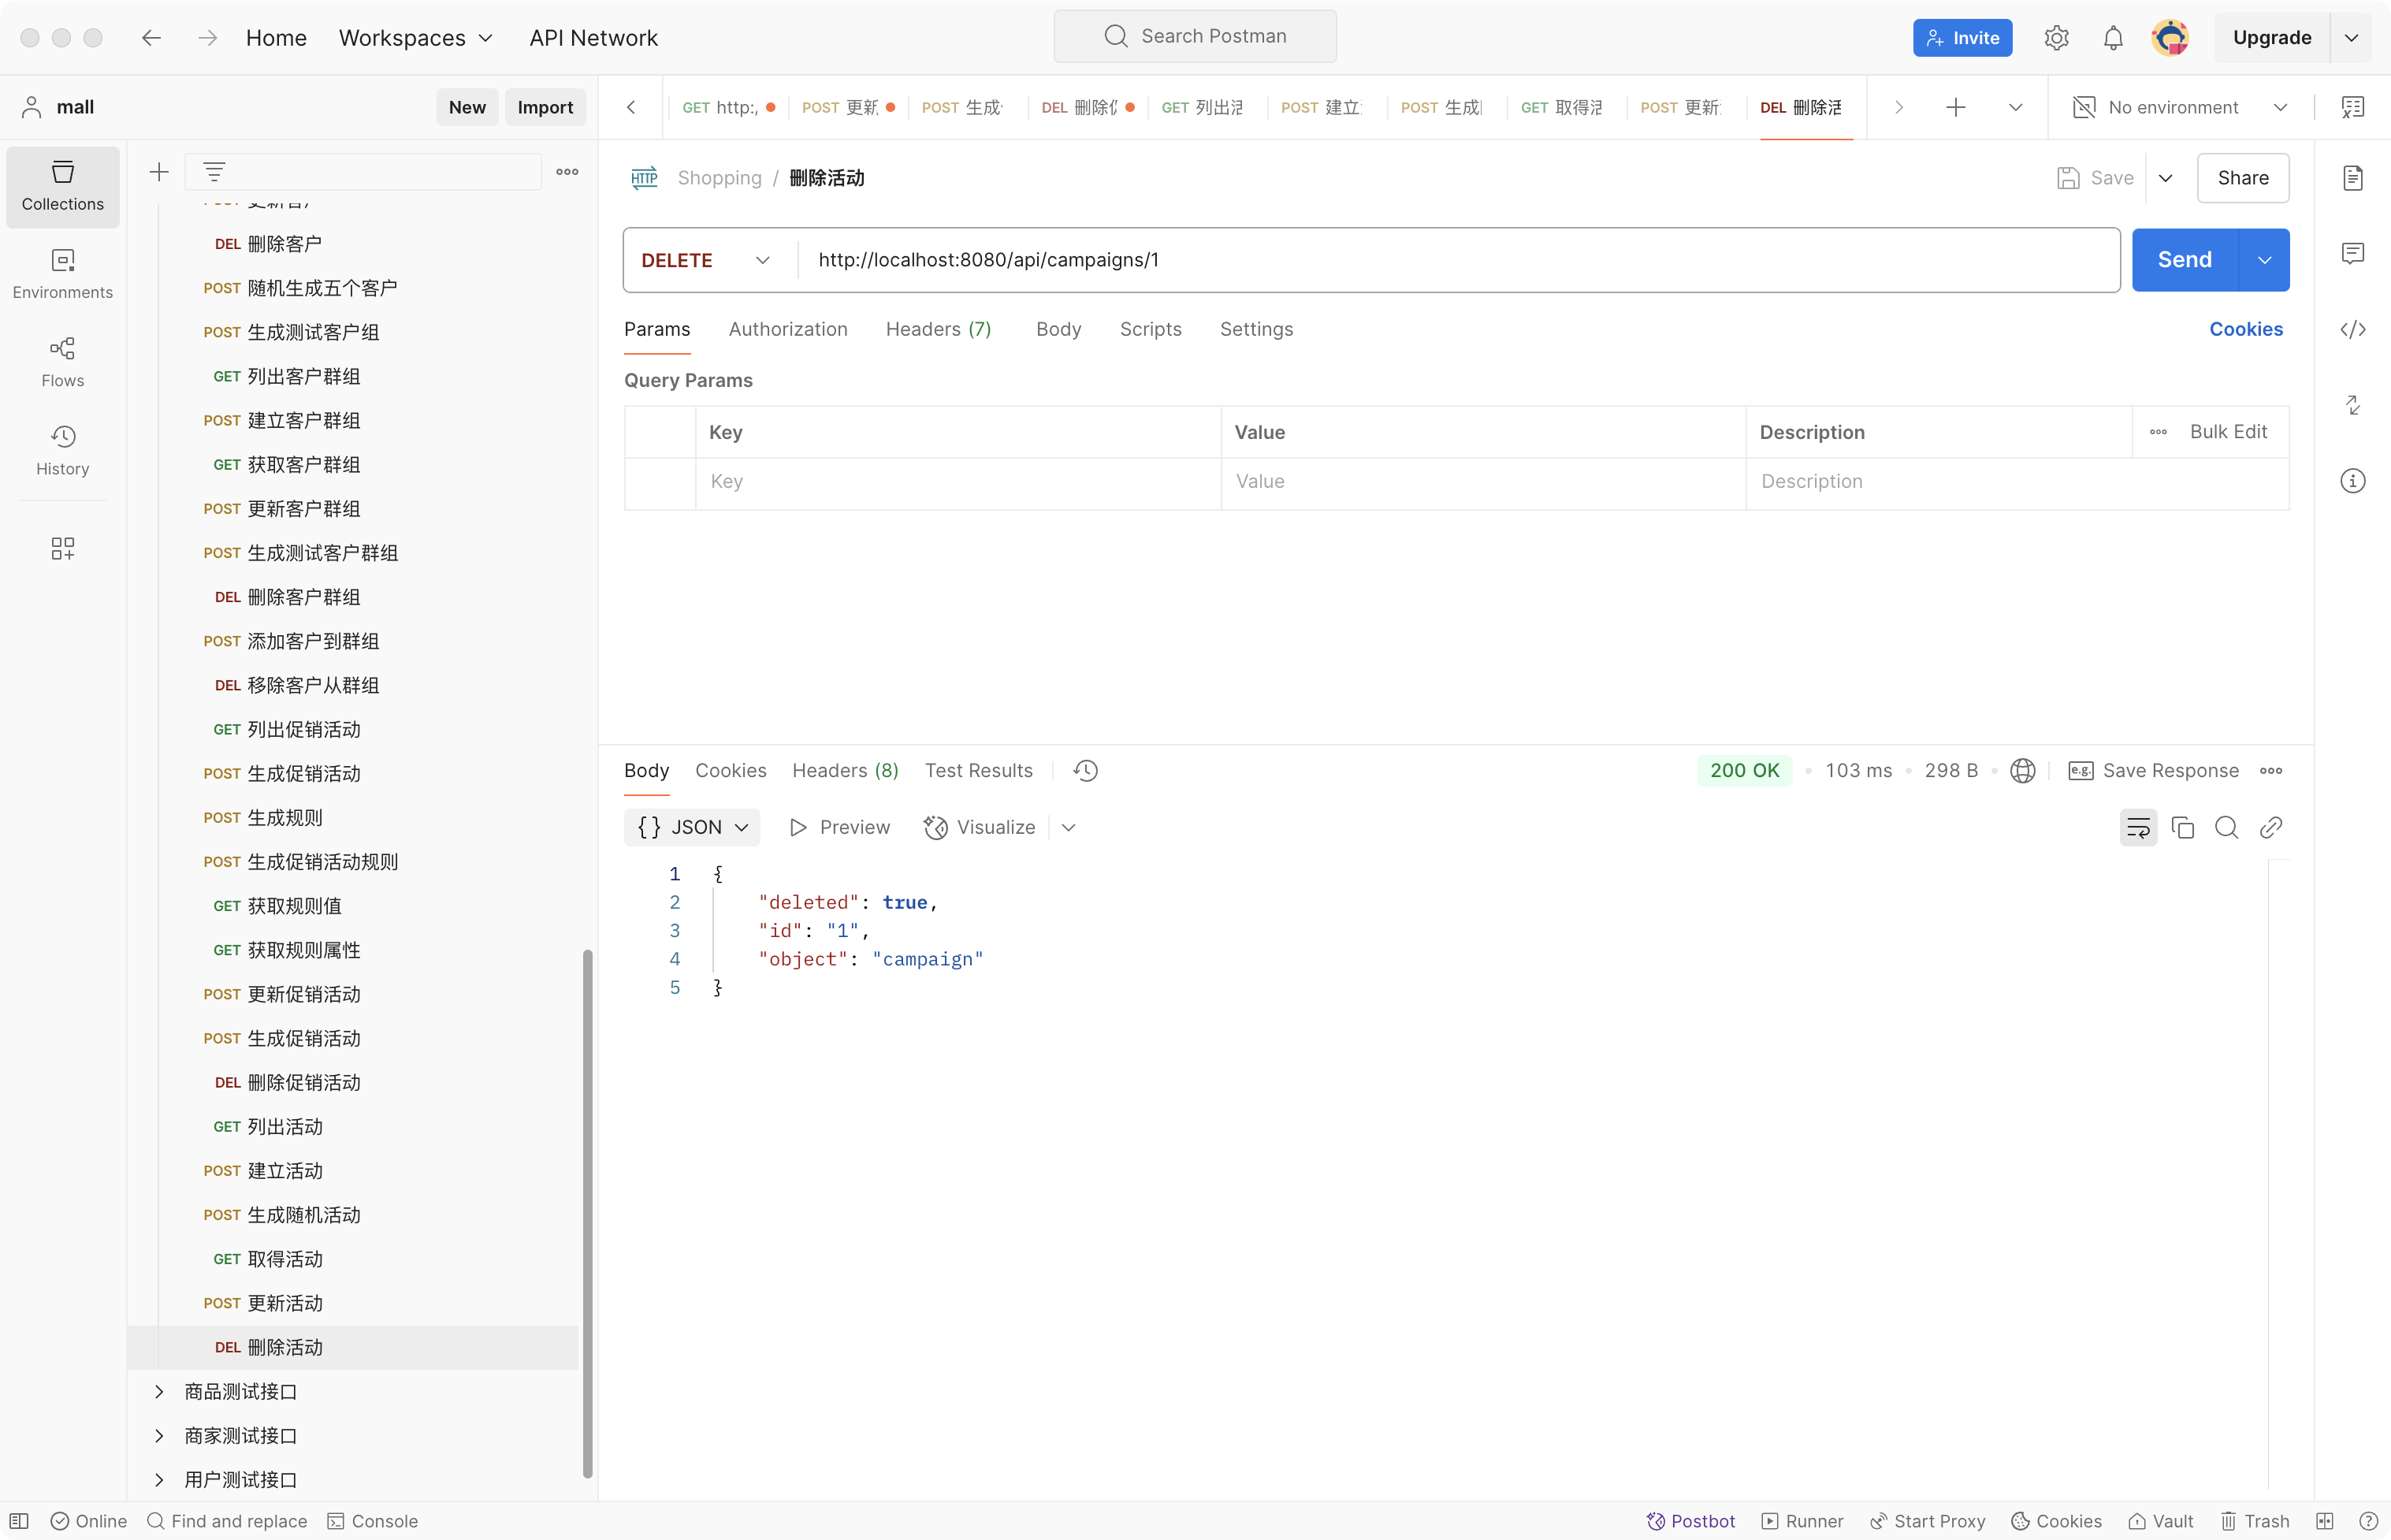 Home Workspaces API Network Search Postman Invite Upgrade
mall New Import
GET http:/ POST 更新 POST 生成 DEL 删除 GET 列出 POST 建立 POST 生成 GET 取得 POST 更新 DEL 删除活 No environment
Collections
Environments
Flows
History
DEL 删除客户
POST 随机生成五个客户
POST 生成测试客户组
GET 列出客户群组
POST 建立客户群组
GET 获取客户群组
POST 更新客户群组
POST 生成测试客户群组
DEL 删除客户群组
POST 添加客户到群组
DEL 移除客户从群组
GET 列出促销活动
POST 生成促销活动
POST 生成规则
POST 生成促销活动规则
GET 获取规则值
GET 获取规则属性
POST 更新促销活动
POST 生成促销活动
DEL 删除促销活动
GET 列出活动
POST 建立活动
POST 生成随机活动
GET 取得活动
POST 更新活动
DEL 删除活动
商品测试接口
商家测试接口
用户测试接口
HTTP Shopping / 删除活动 Save Share
DELETE http://localhost:8080/api/campaigns/1 Send
Params Authorization Headers (7) Body Scripts Settings Cookies
Query Params
Key Value Description Bulk Edit
Key Value Description
Body Cookies Headers (8) Test Results 200 OK 103 ms 298 B e.g. Save Response
{} JSON Preview Visualize
1 {
2 "deleted": true,
3 "id": "1",
4 "object": "campaign"
5 }
Online Find and replace Console Postbot Runner Start Proxy Cookies Vault Trash